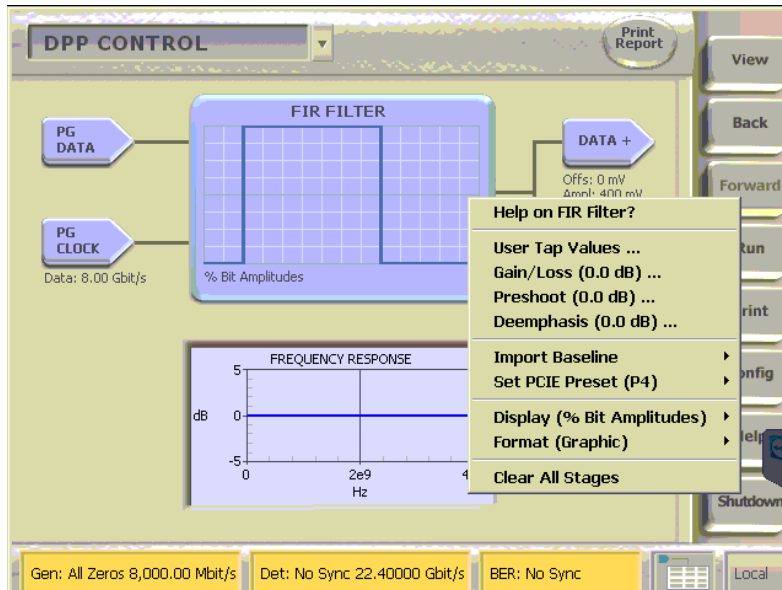 DPP CONTROL
Print
Report
View
Back
Forward
FIR FILTER
PG
DATA
PG
CLOCK
Data: 8.00 Gbit/s
% Bit Amplitudes
DATA +
Offs: 0 mV
Ampl: 400 mV
Help on FIR Filter?
User Tap Values ...
Gain/Loss (0.0 dB) ...
Preshoot (0.0 dB) ...
Deemphasis (0.0 dB) ...
Import Baseline
Set PCIE Preset (P4)
Display (% Bit Amplitudes)
Format (Graphic)
Clear All Stages
Shutdown
FREQUENCY RESPONSE
5
dB
0
-5
0
2e9
4
Hz
Gen: All Zeros 8,000.00 Mbit/s
Det: No Sync 22.40000 Gbit/s
BER: No Sync
Local